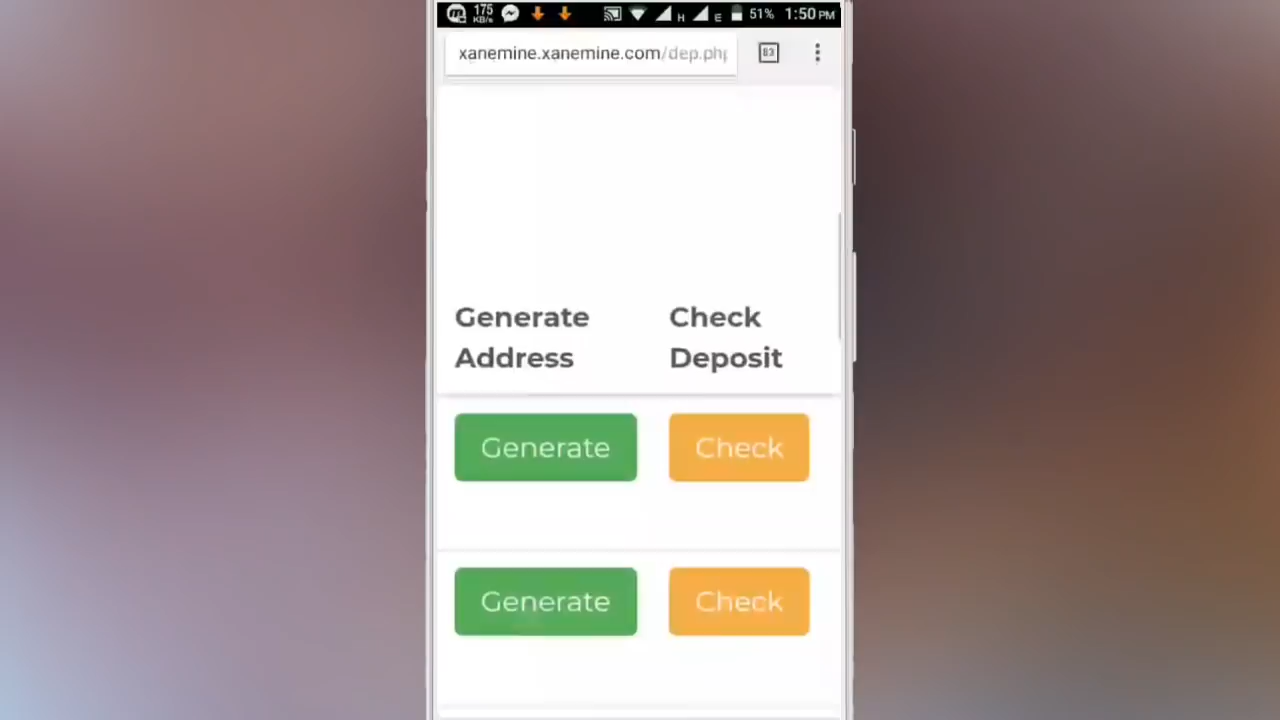 175
KB/s
H
E
51%
1:50 PM
xanemine.xanemine.com/dep.php
83
Generate
Address
Check
Deposit
Generate
Check
Generate
Check